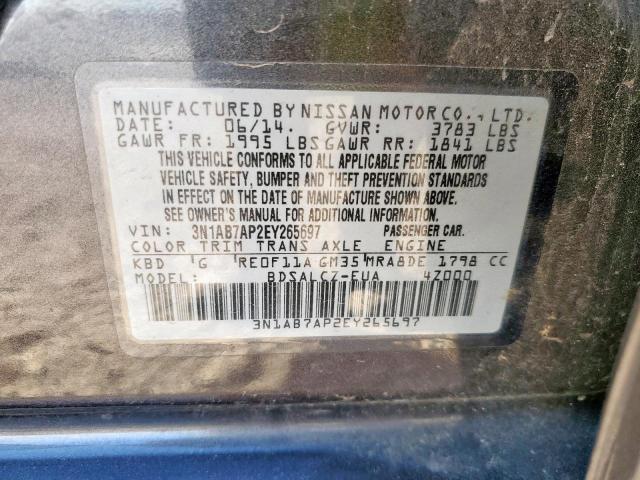 MANUFACTURED BY NISSAN MOTOR CO., LTD.
DATE: 06/14. GVWR: 3783 LBS
GAWR FR: 1995 LBS GAWR RR: 1841 LBS
THIS VEHICLE CONFORMS TO ALL APPLICABLE FEDERAL MOTOR
VEHICLE SAFETY, BUMPER AND THEFT PREVENTION STANDARDS
IN EFFECT ON THE DATE OF MANUFACTURE SHOWN ABOVE.
SEE OWNER'S MANUAL FOR ADDITIONAL INFORMATION.
VIN: 3N1AB7AP2EY265697 PASSENGER CAR.
COLOR TRIM TRANS AXLE ENGINE
KBD 'G 'RE0F11A GM35 'MRA8DE 1798 CC
MODEL: BDSALCZ-EUA 4Z000
3N1AB7AP2EY265697